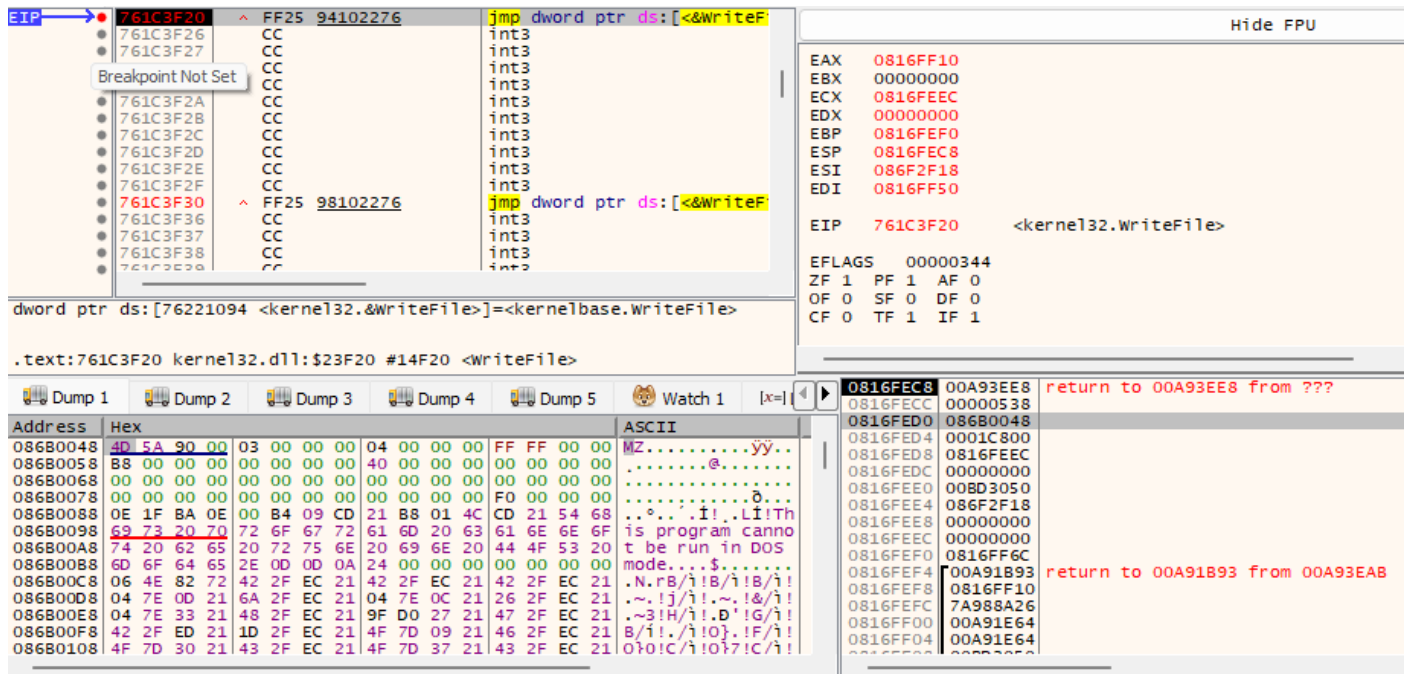 EIP 761C3F20 ^ FF25 94102276 jmp dword ptr ds:[<&WriteF
761C3F26 CC int3
761C3F27 CC int3
CC int3
Breakpoint Not Set
CC int3
761C3F2A CC int3
761C3F2B CC int3
761C3F2C CC int3
761C3F2D CC int3
761C3F2E CC int3
761C3F2F CC int3
761C3F30 ^ FF25 98102276 jmp dword ptr ds:[<&WriteF
761C3F36 CC int3
761C3F37 CC int3
761C3F38 CC int3
761C3F39 CC int3
dword ptr ds:[76221094 <kernel32.&WriteFile>]=<kernelbase.WriteFile>
.text:761C3F20 kernel32.dll:$23F20 #14F20 <WriteFile>
Hide FPU
EAX 0816FF10
EBX 00000000
ECX 0816FEEC
EDX 00000000
EBP 0816FEF0
ESP 0816FEC8
ESI 086F2F18
EDI 0816FF50
EIP 761C3F20 <kernel32.WriteFile>
EFLAGS 00000344
ZF 1 PF 1 AF 0
OF 0 SF 0 DF 0
CF 0 TF 1 IF 1
Dump 1 Dump 2 Dump 3 Dump 4 Dump 5 Watch 1 [x=]
Address Hex ASCII
086B0048 4D 5A 90 00 03 00 00 00 04 00 00 00 FF FF 00 00 MZ..........ÿÿ..
086B0058 B8 00 00 00 00 00 00 00 40 00 00 00 00 00 00 00 ¸.......@.......
086B0068 00 00 00 00 00 00 00 00 00 00 00 00 00 00 00 00 ................
086B0078 00 00 00 00 00 00 00 00 00 00 00 00 F0 00 00 00 ............ð...
086B0088 0E 1F BA 0E 00 B4 09 CD 21 B8 01 4C CD 21 54 68 ..º..´.Í!¸.LÍ!Th
086B0098 69 73 20 70 72 6F 67 72 61 6D 20 63 61 6E 6E 6F is program canno
086B00A8 74 20 62 65 20 72 75 6E 20 69 6E 20 44 4F 53 20 t be run in DOS
086B00B8 6D 6F 64 65 2E 0D 0D 0A 24 00 00 00 00 00 00 00 mode....$.......
086B00C8 06 4E 82 72 42 2F EC 21 42 2F EC 21 42 2F EC 21 .N.rB/ì!B/ì!B/ì!
086B00D8 04 7E 0D 21 6A 2F EC 21 04 7E 0C 21 26 2F EC 21 .~.!j/ì!.~.!&/ì!
086B00E8 04 7E 33 21 48 2F EC 21 9F D0 27 21 47 2F EC 21 .~3!H/ì!.Ð'!G/ì!
086B00F8 42 2F ED 21 1D 2F EC 21 4F 7D 09 21 46 2F EC 21 B/í!./ì!O}.!F/ì!
086B0108 4F 7D 30 21 43 2F EC 21 4F 7D 37 21 43 2F EC 21 O}0!C/ì!O}7!C/ì!
0816FEC8 00A93EE8 return to 00A93EE8 from ???
0816FECC 00000538
0816FED0 086B0048
0816FED4 0001C800
0816FED8 0816FEEC
0816FEDC 00000000
0816FEE0 00BD3050
0816FEE4 086F2F18
0816FEE8 00000000
0816FEEC 00000000
0816FEF0 0816FF6C
0816FEF4 00A91B93 return to 00A91B93 from 00A93EAB
0816FEF8 0816FF10
0816FEFC 7A988A26
0816FF00 00A91E64
0816FF04 00A91E64